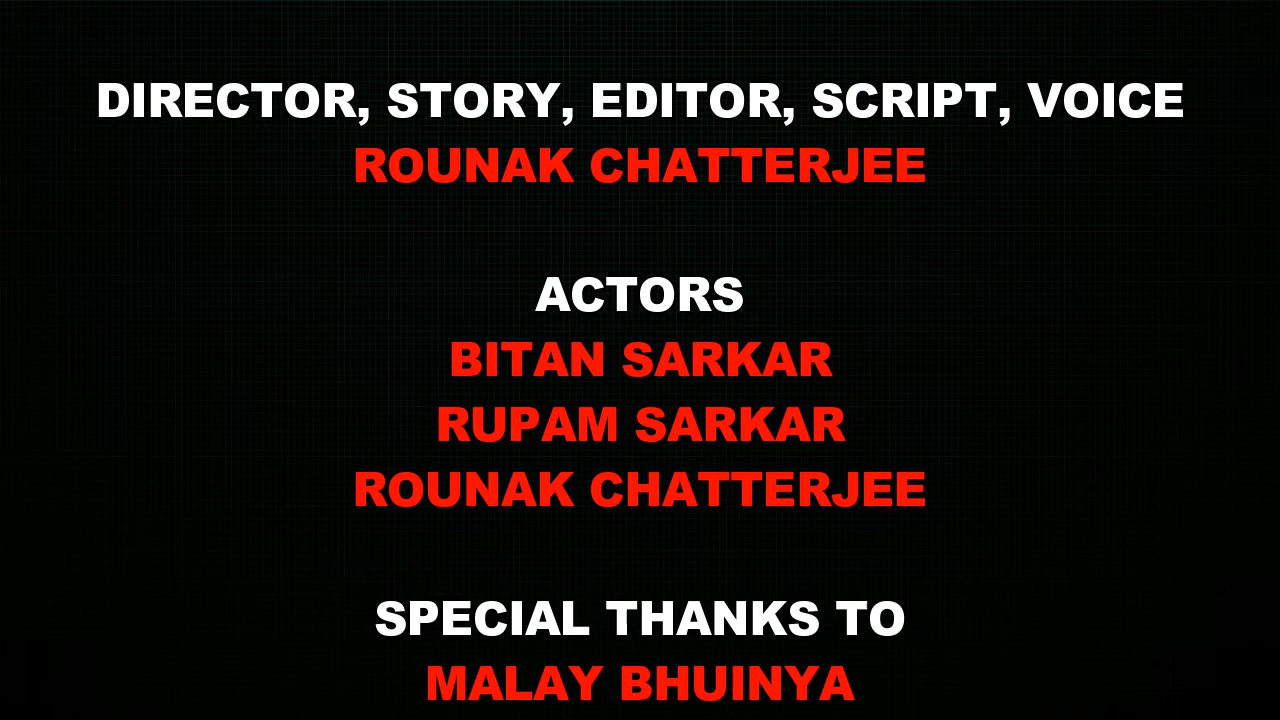 DIRECTOR, STORY, EDITOR, SCRIPT, VOICE
ROUNAK CHATTERJEE
ACTORS
BITAN SARKAR
RUPAM SARKAR
ROUNAK CHATTERJEE
SPECIAL THANKS TO
MALAY BHUINYA